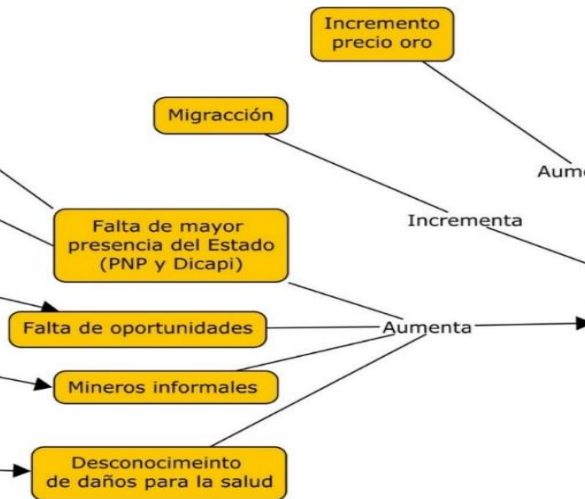 Incremento
precio oro
Migracción
Incrementa
Falta de mayor
presencia del Estado
(PNP y Dicapi)
Falta de oportunidades
Aumenta
Mineros informales
Desconocimeinto
de daños para la salud